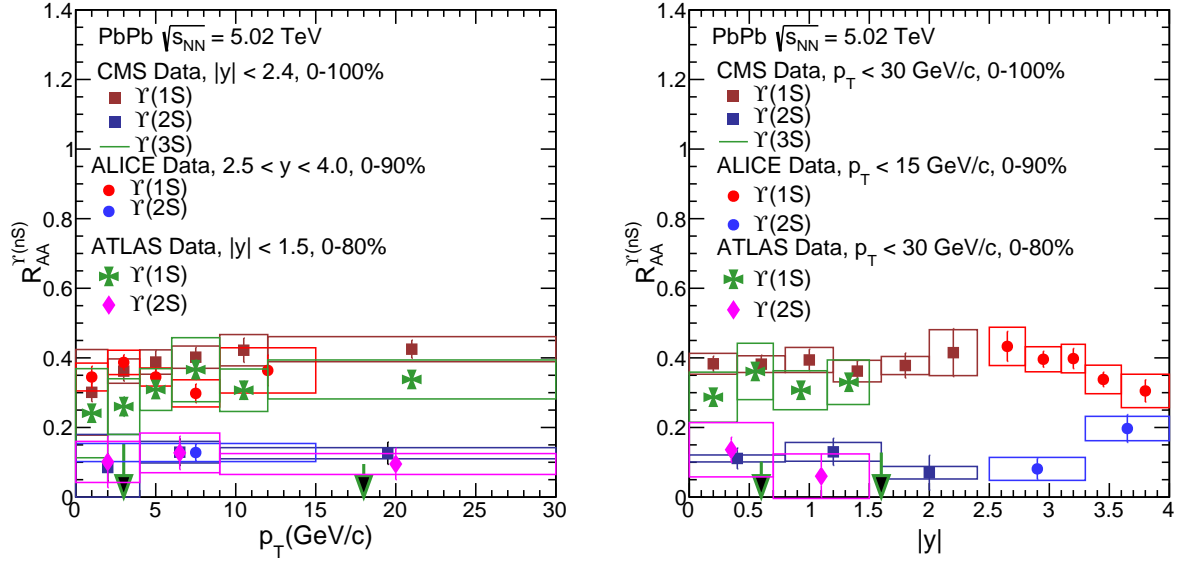 PbPb √s_NN = 5.02 TeV
CMS Data, |y| < 2.4, 0-100%
ϒ(1S)
ϒ(2S)
ϒ(3S)
ALICE Data, 2.5 < y < 4.0, 0-90%
ϒ(1S)
ϒ(2S)
ATLAS Data, |y| < 1.5, 0-80%
ϒ(1S)
ϒ(2S)
R_AA^ϒ(nS)
1.4
1.2
1
0.8
0.6
0.4
0.2
0
0 5 10 15 20 25 30
p_T(GeV/c)
PbPb √s_NN = 5.02 TeV
CMS Data, p_T < 30 GeV/c, 0-100%
ϒ(1S)
ϒ(2S)
ϒ(3S)
ALICE Data, p_T < 15 GeV/c, 0-90%
ϒ(1S)
ϒ(2S)
ATLAS Data, p_T < 30 GeV/c, 0-80%
ϒ(1S)
ϒ(2S)
R_AA^ϒ(nS)
1.4
1.2
1
0.8
0.6
0.4
0.2
0
0 0.5 1 1.5 2 2.5 3 3.5 4
|y|